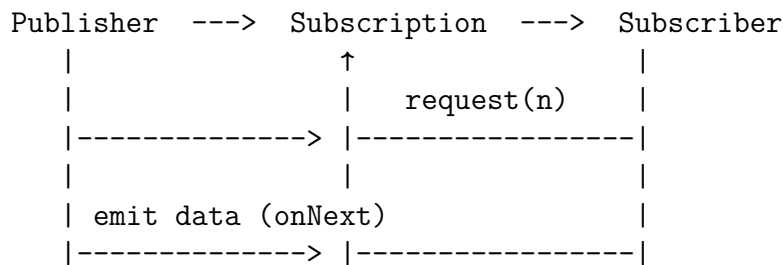 Publisher ---> Subscription ---> Subscriber
| ↑ |
| | request(n) |
|--------------> |-----------------|
| | |
| emit data (onNext) |
|--------------> |-----------------|